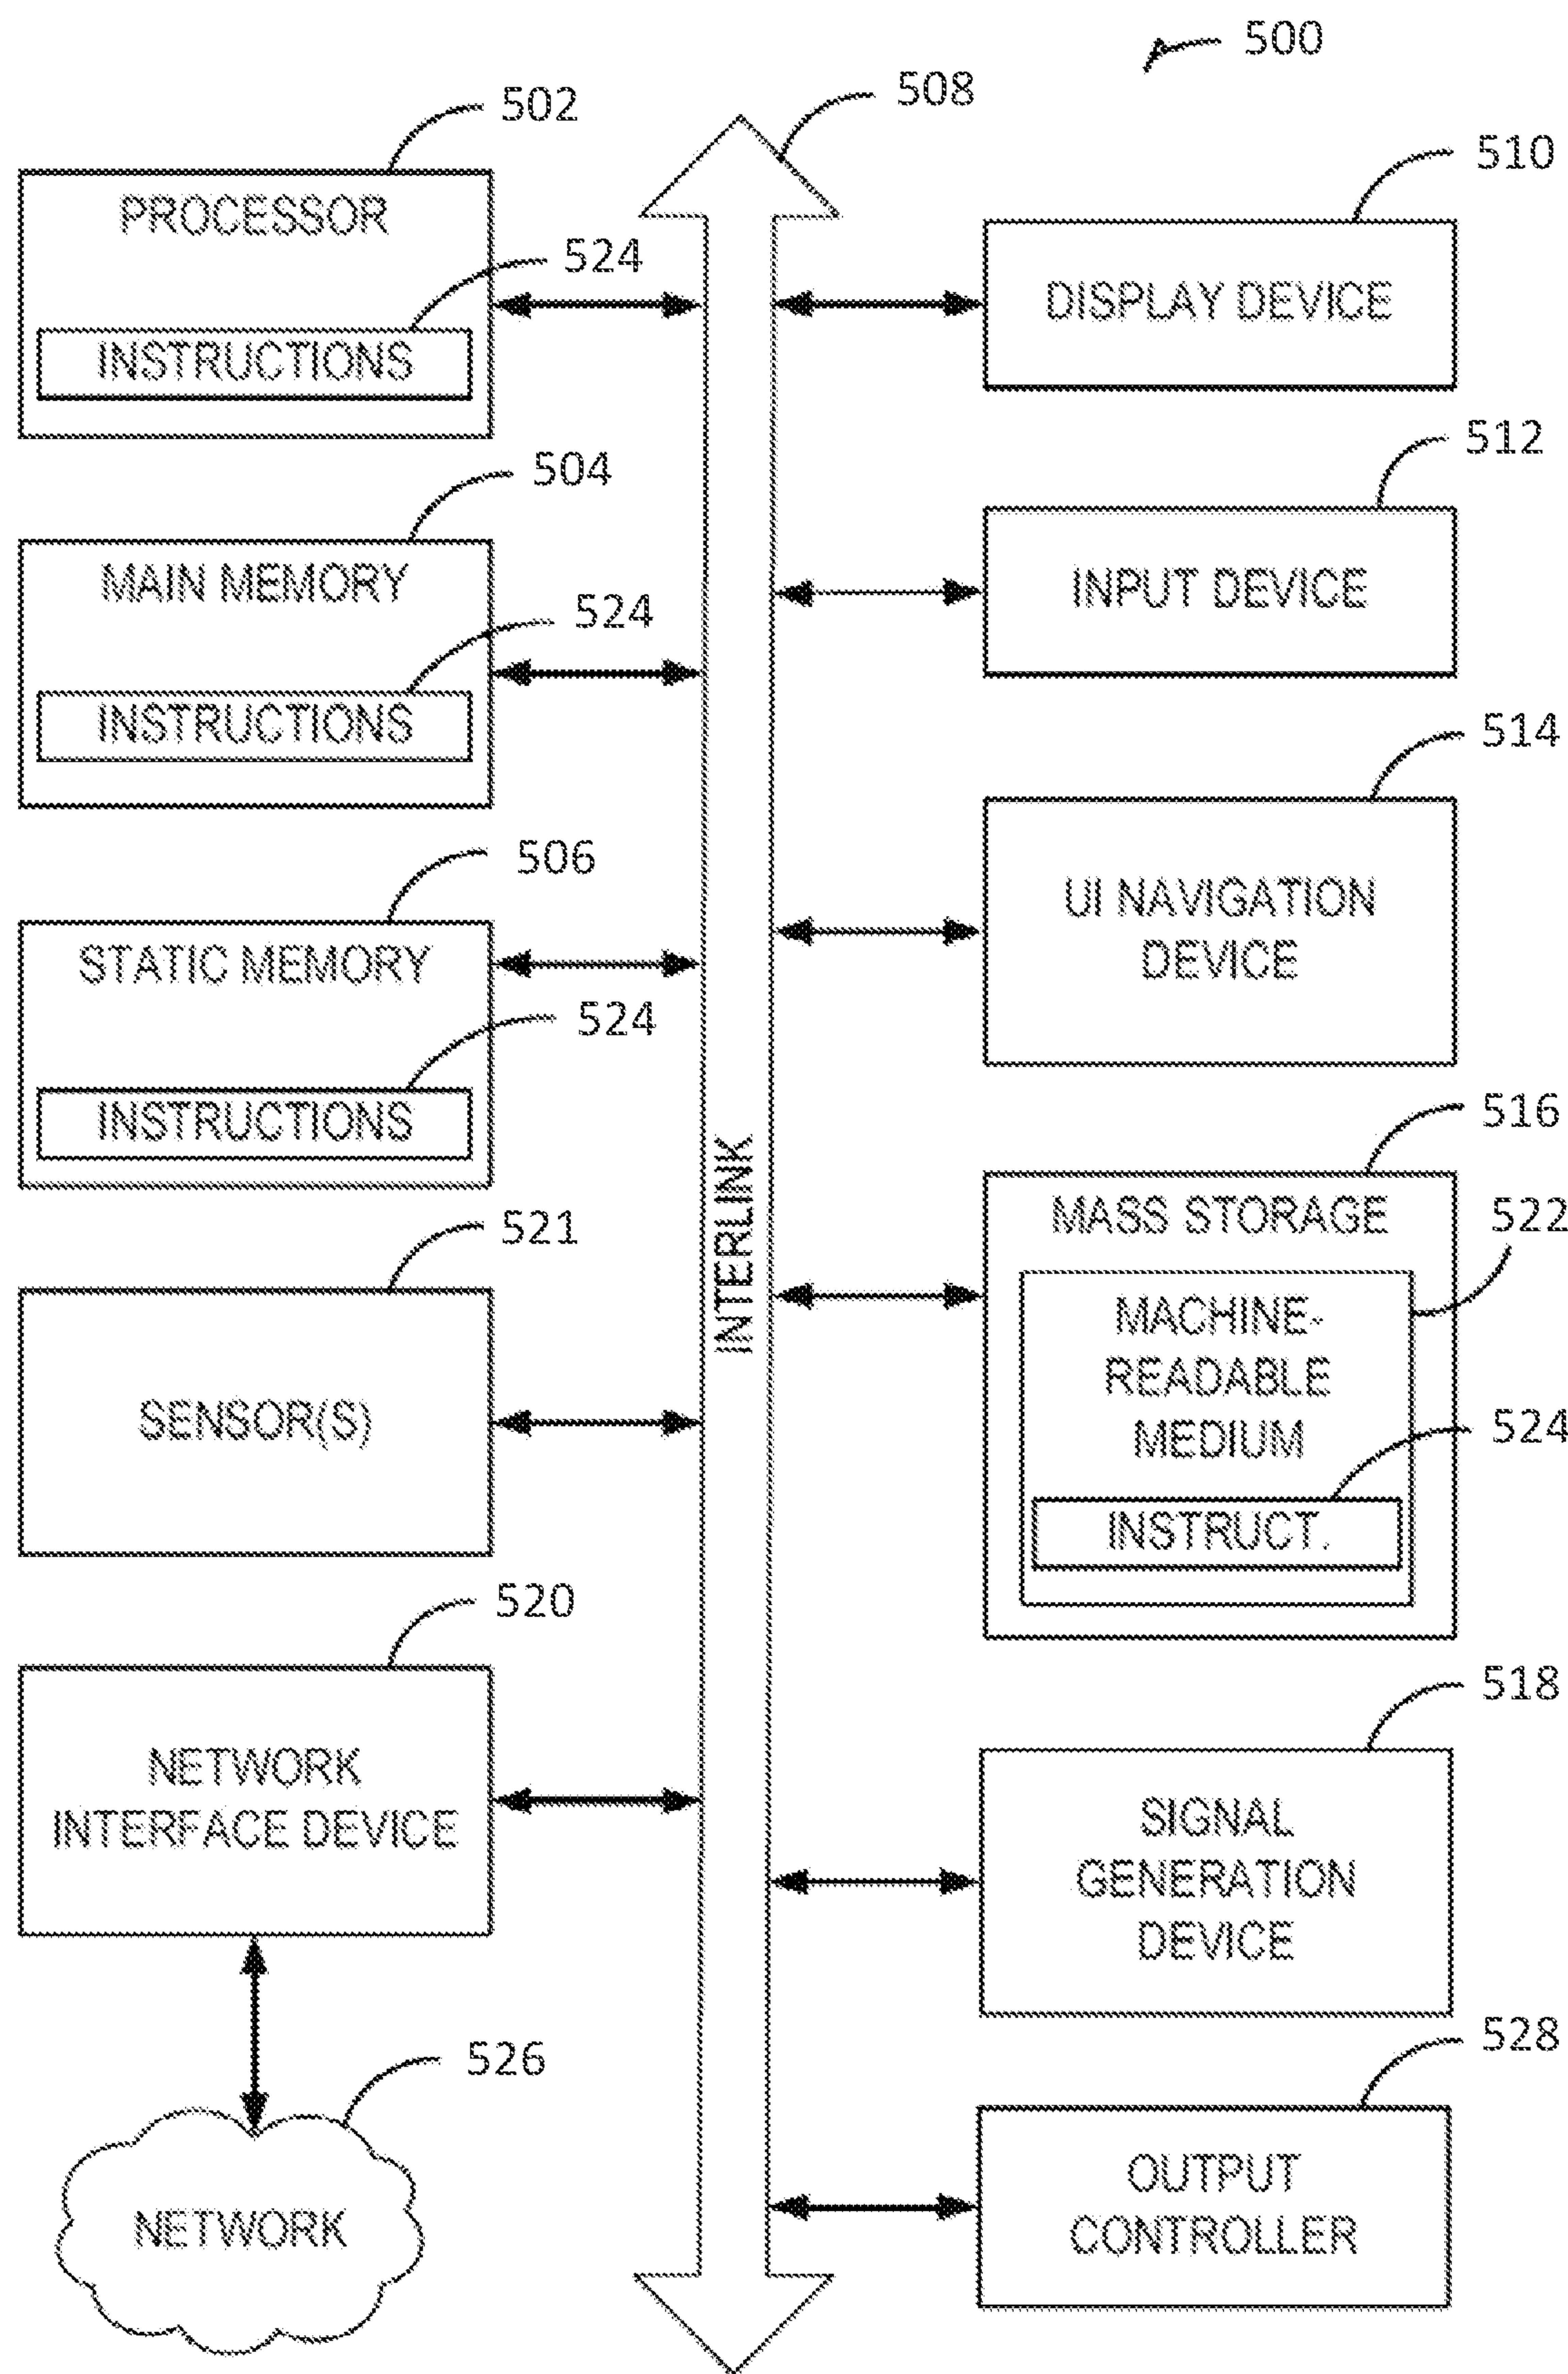 500
508
502
PROCESSOR
524
INSTRUCTIONS
504
MAIN MEMORY
524
INSTRUCTIONS
506
STATIC MEMORY
524
INSTRUCTIONS
521
SENSOR(S)
520
NETWORK
INTERFACE DEVICE
526
NETWORK
INTERLINK
510
DISPLAY DEVICE
512
INPUT DEVICE
514
UI NAVIGATION
DEVICE
516
MASS STORAGE
522
MACHINE-
READABLE
MEDIUM
524
INSTRUCT.
518
SIGNAL
GENERATION
DEVICE
528
OUTPUT
CONTROLLER